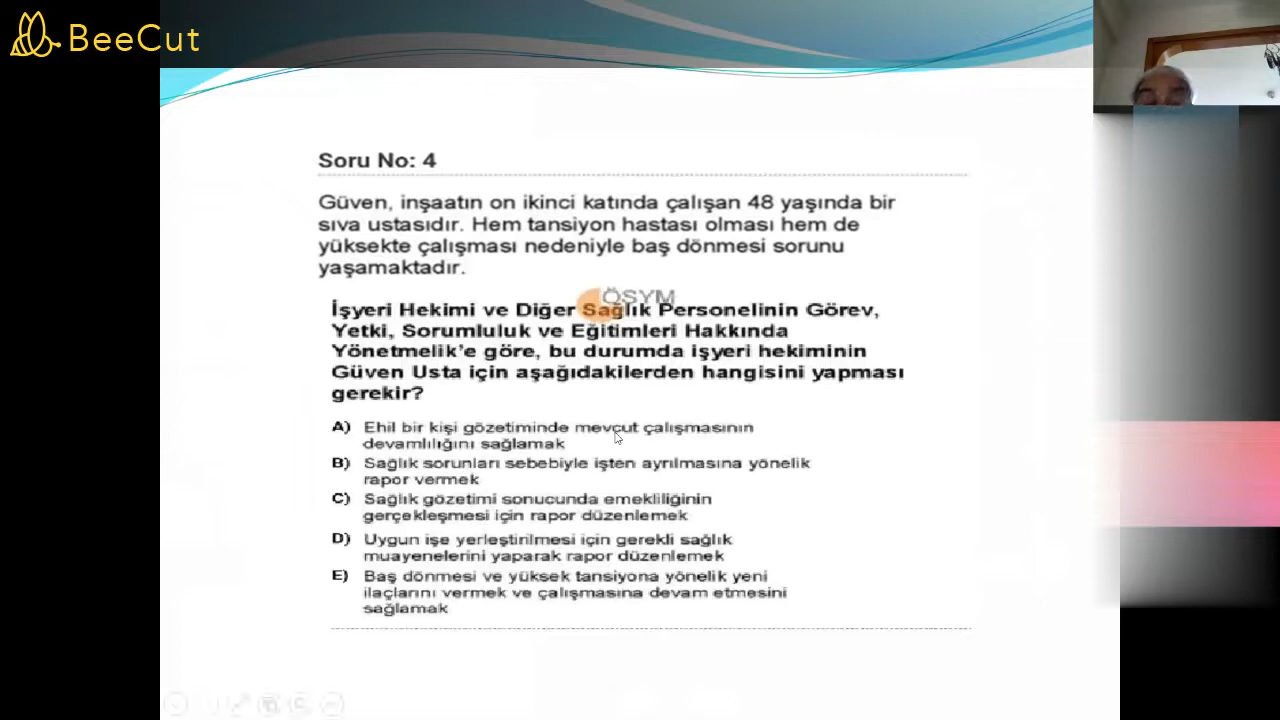 BeeCut
Soru No: 4
Güven, inşaatın on ikinci katında çalışan 48 yaşında bir
sıva ustasıdır. Hem tansiyon hastası olması hem de
yüksekte çalışması nedeniyle baş dönmesi sorunu
yaşamaktadır.
ÖSYM
İşyeri Hekimi ve Diğer Sağlık Personelinin Görev,
Yetki, Sorumluluk ve Eğitimleri Hakkında
Yönetmelik'e göre, bu durumda işyeri hekiminin
Güven Usta için aşağıdakilerden hangisini yapması
gerekir?
A) Ehil bir kişi gözetiminde mevcut çalışmasının
devamlılığını sağlamak
B) Sağlık sorunları sebebiyle işten ayrılmasına yönelik
rapor vermek
C) Sağlık gözetimi sonucunda emekliliğinin
gerçekleşmesi için rapor düzenlemek
D) Uygun işe yerleştirilmesi için gerekli sağlık
muayenelerini yaparak rapor düzenlemek
E) Baş dönmesi ve yüksek tansiyona yönelik yeni
ilaçlarını vermek ve çalışmasına devam etmesini
sağlamak